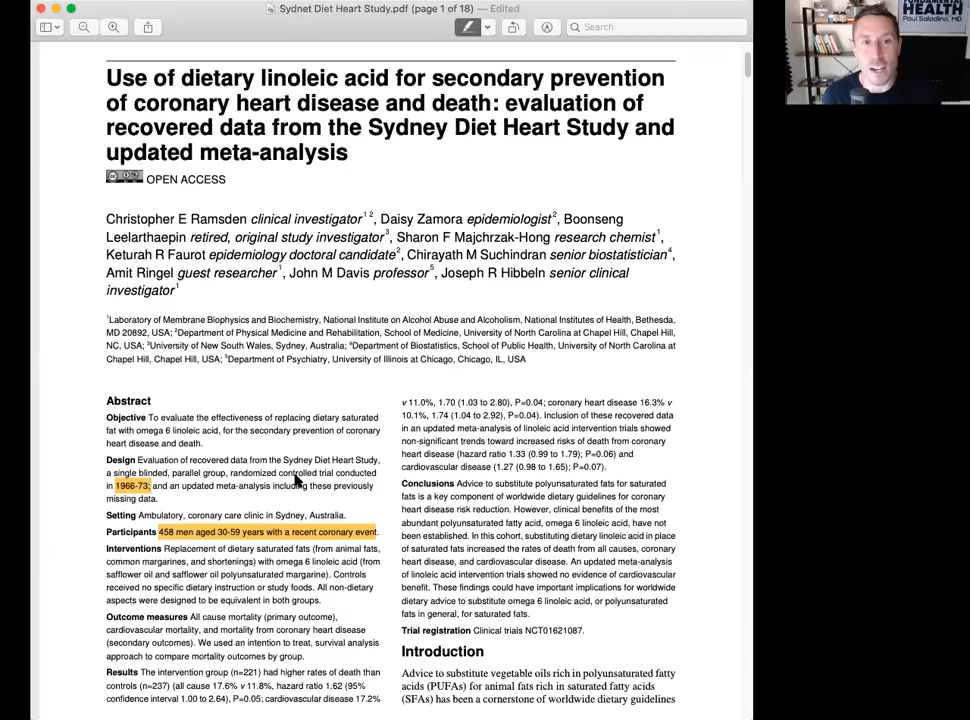 Sydnet Diet Heart Study.pdf (page 1 of 18) — Edited
Search
HEALTH
Paul Saladino, MD
Use of dietary linoleic acid for secondary prevention
of coronary heart disease and death: evaluation of
recovered data from the Sydney Diet Heart Study and
updated meta-analysis
OPEN ACCESS
Christopher E Ramsden clinical investigator1 2, Daisy Zamora epidemiologist2, Boonseng
Leelarthaepin retired, original study investigator3, Sharon F Majchrzak-Hong research chemist1,
Keturah R Faurot epidemiology doctoral candidate2, Chirayath M Suchindran senior biostatistician4,
Amit Ringel guest researcher1, John M Davis professor5, Joseph R Hibbeln senior clinical
investigator1
1Laboratory of Membrane Biophysics and Biochemistry, National Institute on Alcohol Abuse and Alcoholism, National Institutes of Health, Bethesda,
MD 20892, USA; 2Department of Physical Medicine and Rehabilitation, School of Medicine, University of North Carolina at Chapel Hill, Chapel Hill,
NC, USA; 3University of New South Wales, Sydney, Australia; 4Department of Biostatistics, School of Public Health, University of North Carolina at
Chapel Hill, Chapel Hill, USA; 5Department of Psychiatry, University of Illinois at Chicago, Chicago, IL, USA
Abstract
Objective To evaluate the effectiveness of replacing dietary saturated
fat with omega 6 linoleic acid, for the secondary prevention of coronary
heart disease and death.
Design Evaluation of recovered data from the Sydney Diet Heart Study,
a single blinded, parallel group, randomized controlled trial conducted
in 1966-73; and an updated meta-analysis including these previously
missing data.
Setting Ambulatory, coronary care clinic in Sydney, Australia.
Participants 458 men aged 30-59 years with a recent coronary event.
Interventions Replacement of dietary saturated fats (from animal fats,
common margarines, and shortenings) with omega 6 linoleic acid (from
safflower oil and safflower oil polyunsaturated margarine). Controls
received no specific dietary instruction or study foods. All non-dietary
aspects were designed to be equivalent in both groups.
Outcome measures All cause mortality (primary outcome),
cardiovascular mortality, and mortality from coronary heart disease
(secondary outcomes). We used an intention to treat, survival analysis
approach to compare mortality outcomes by group.
Results The intervention group (n=221) had higher rates of death than
controls (n=237) (all cause 17.6% v 11.8%, hazard ratio 1.62 (95%
confidence interval 1.00 to 2.64), P=0.05; cardiovascular disease 17.2%
v 11.0%, 1.70 (1.03 to 2.80), P=0.04; coronary heart disease 16.3% v
10.1%, 1.74 (1.04 to 2.92), P=0.04). Inclusion of these recovered data
in an updated meta-analysis of linoleic acid intervention trials showed
non-significant trends toward increased risks of death from coronary
heart disease (hazard ratio 1.33 (0.99 to 1.79); P=0.06) and
cardiovascular disease (1.27 (0.98 to 1.65); P=0.07).
Conclusions Advice to substitute polyunsaturated fats for saturated
fats is a key component of worldwide dietary guidelines for coronary
heart disease risk reduction. However, clinical benefits of the most
abundant polyunsaturated fatty acid, omega 6 linoleic acid, have not
been established. In this cohort, substituting dietary linoleic acid in place
of saturated fats increased the rates of death from all causes, coronary
heart disease, and cardiovascular disease. An updated meta-analysis
of linoleic acid intervention trials showed no evidence of cardiovascular
benefit. These findings could have important implications for worldwide
dietary advice to substitute omega 6 linoleic acid, or polyunsaturated
fats in general, for saturated fats.
Trial registration Clinical trials NCT01621087.
Introduction
Advice to substitute vegetable oils rich in polyunsaturated fatty
acids (PUFAs) for animal fats rich in saturated fatty acids
(SFAs) has been a cornerstone of worldwide dietary guidelines